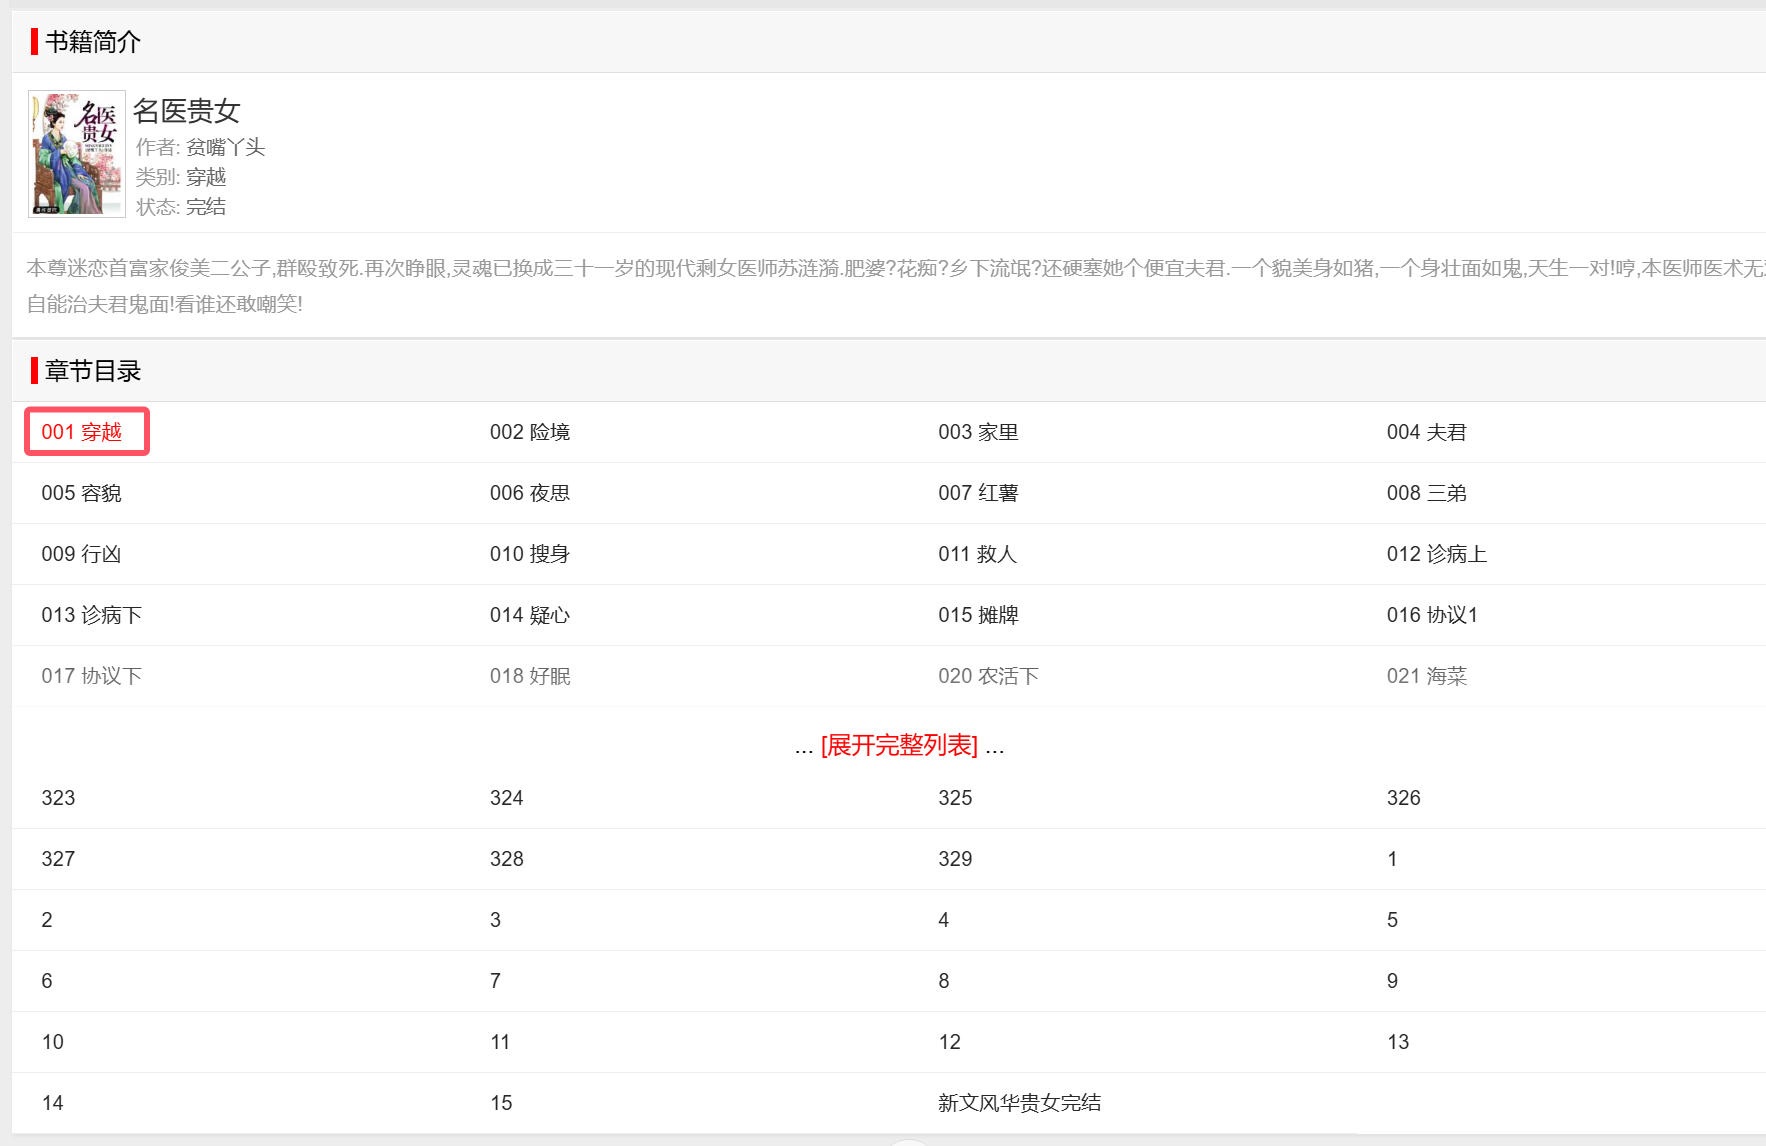 书籍简介
名医贵女
名医贵女
作者: 贫嘴丫头
类别: 穿越
状态: 完结
本尊迷恋首富家俊美二公子,群殴致死.再次睁眼,灵魂已换成三十一岁的现代剩女医师苏涟漪.肥婆?花痴?乡下流氓?还硬塞她个便宜夫君.一个貌美身如猪,一个身壮面如鬼,天生一对!哼,本医师医术无
自能治夫君鬼面!看谁还敢嘲笑!
章节目录
001 穿越 002 险境 003 家里 004 夫君
005 容貌 006 夜思 007 红薯 008 三弟
009 行凶 010 搜身 011 救人 012 诊病上
013 诊病下 014 疑心 015 摊牌 016 协议1
017 协议下 018 好眠 020 农活下 021 海菜
... [展开完整列表] ...
323 324 325 326
327 328 329 1
2 3 4 5
6 7 8 9
10 11 12 13
14 15 新文风华贵女完结